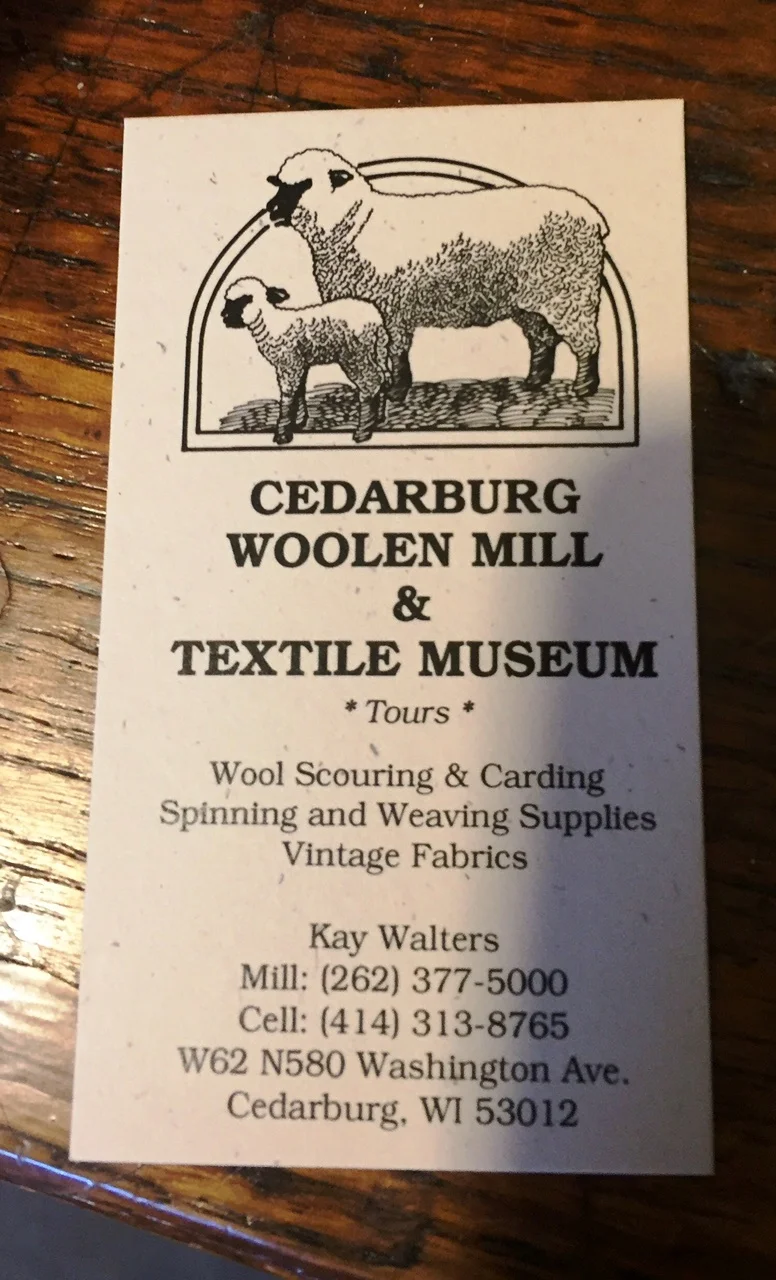 CEDARBURG
WOOLEN MILL
&
TEXTILE MUSEUM
* Tours *
Wool Scouring & Carding
Spinning and Weaving Supplies
Vintage Fabrics
Kay Walters
Mill: (262) 377-5000
Cell: (414) 313-8765
W62 N580 Washington Ave.
Cedarburg, WI 53012